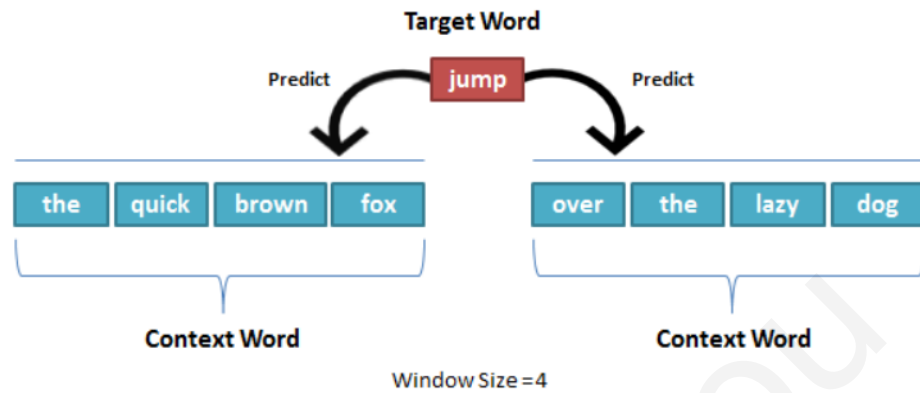 Target Word
Predict jump Predict
the quick brown fox over the lazy dog
Context Word Context Word
Window Size=4